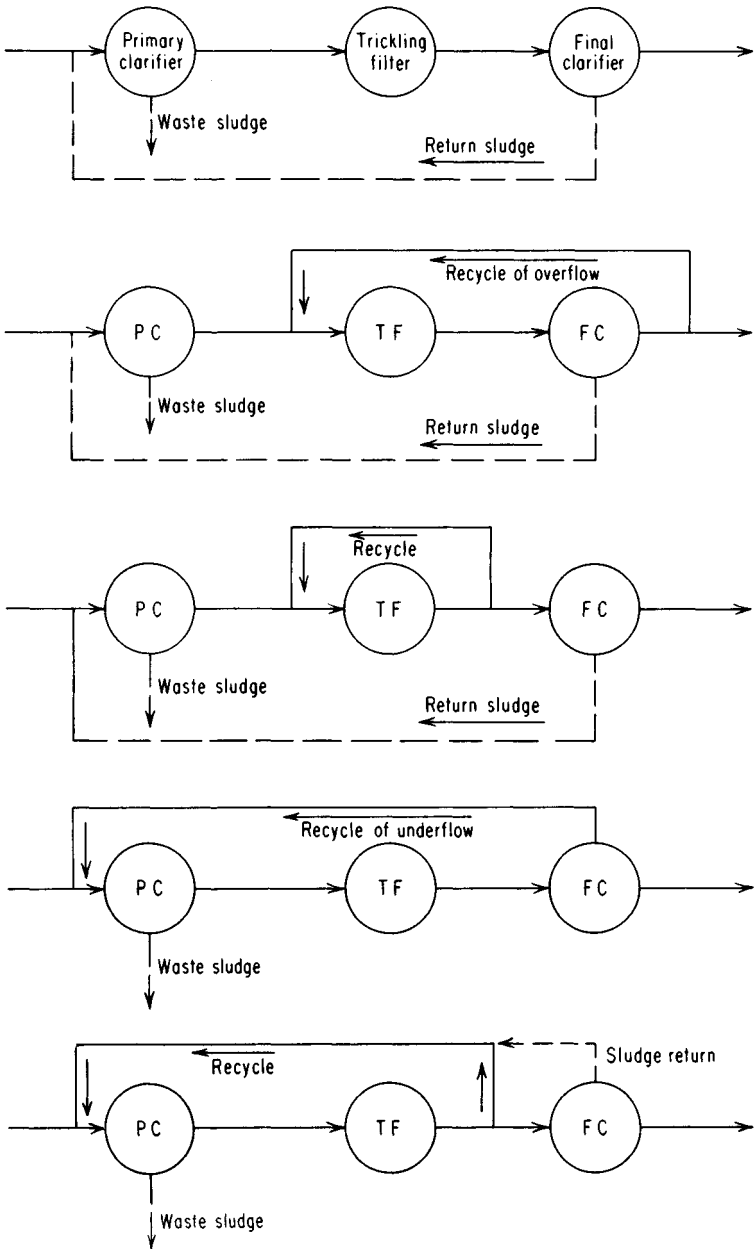 Primary
clarifier
Trickling
filter
Final
clarifier
Waste sludge
Return sludge
Recycle of overflow
PC
TF
FC
Waste sludge
Return sludge
Recycle
PC
TF
FC
Waste sludge
Return sludge
Recycle of underflow
PC
TF
FC
Waste sludge
Recycle
Sludge return
PC
TF
FC
Waste sludge